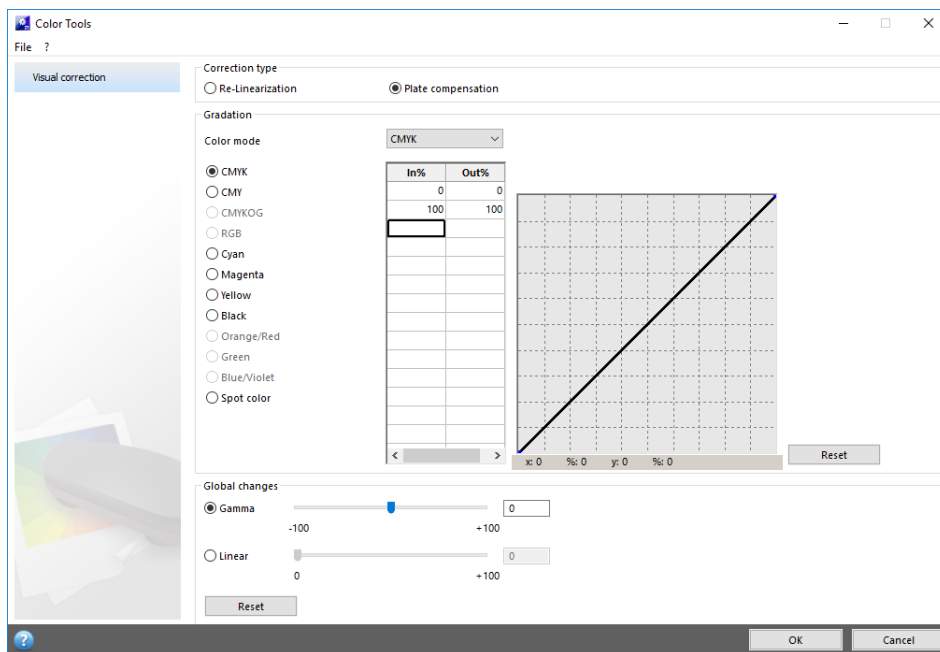 Color Tools
File ?
Visual correction
Correction type
Re-Linearization Plate compensation
Gradation
Color mode CMYK
CMYK
CMY
CMYKOG
RGB
Cyan
Magenta
Yellow
Black
Orange/Red
Green
Blue/Violet
Spot color
In% Out%
0 0
100 100
x: 0 %: 0 y: 0 %: 0
Reset
Global changes
Gamma 0
-100 +100
Linear 0
0 +100
Reset
? OK Cancel